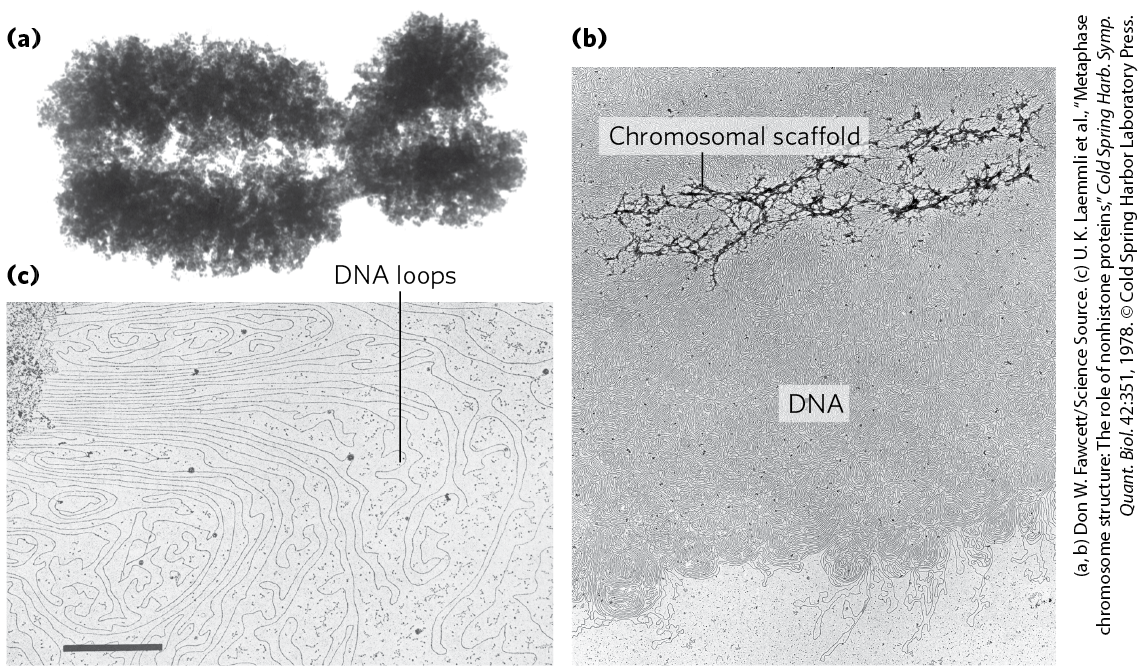 (a)
(b)
Chromosomal scaffold
DNA
(c)
DNA loops
(a, b) Don W. Fawcett/Science Source. (c) U. K. Laemmli et al., “Metaphase
chromosome structure: The role of nonhistone proteins,” Cold Spring Harb. Symp.
Quant. Biol. 42:351, 1978. © Cold Spring Harbor Laboratory Press.